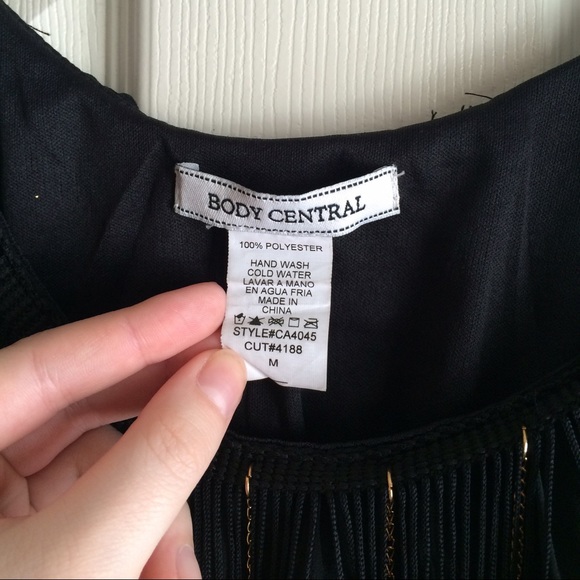 BODY CENTRAL
100% POLYESTER
HAND WASH
COLD WATER
LAVAR A MANO
EN AGUA FRIA
MADE IN
CHINA
STYLE#CA4045
CUT#4188
M